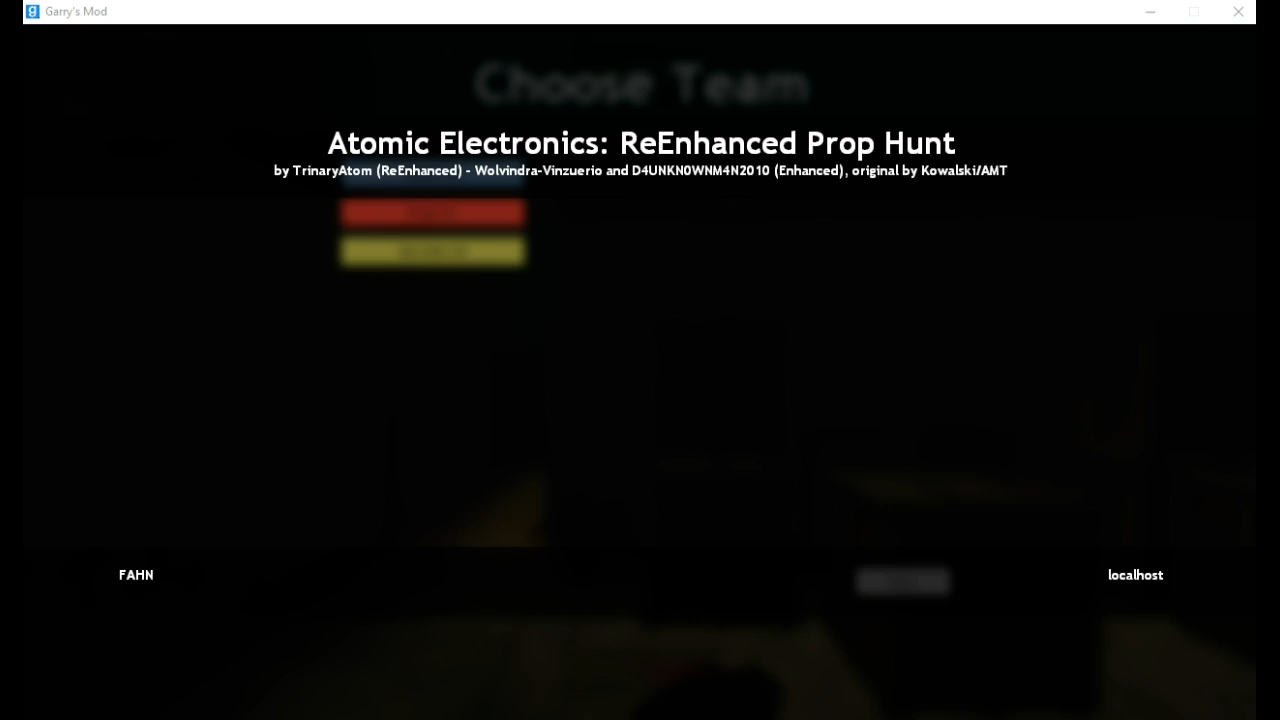 Garry's Mod
Choose Team
Atomic Electronics: ReEnhanced Prop Hunt
by TrinaryAtom (ReEnhanced) - Wolvindra-Vinzuerio and D4UNKN0WNM4N2010 (Enhanced), original by Kowalski/AMT
FAHN
localhost